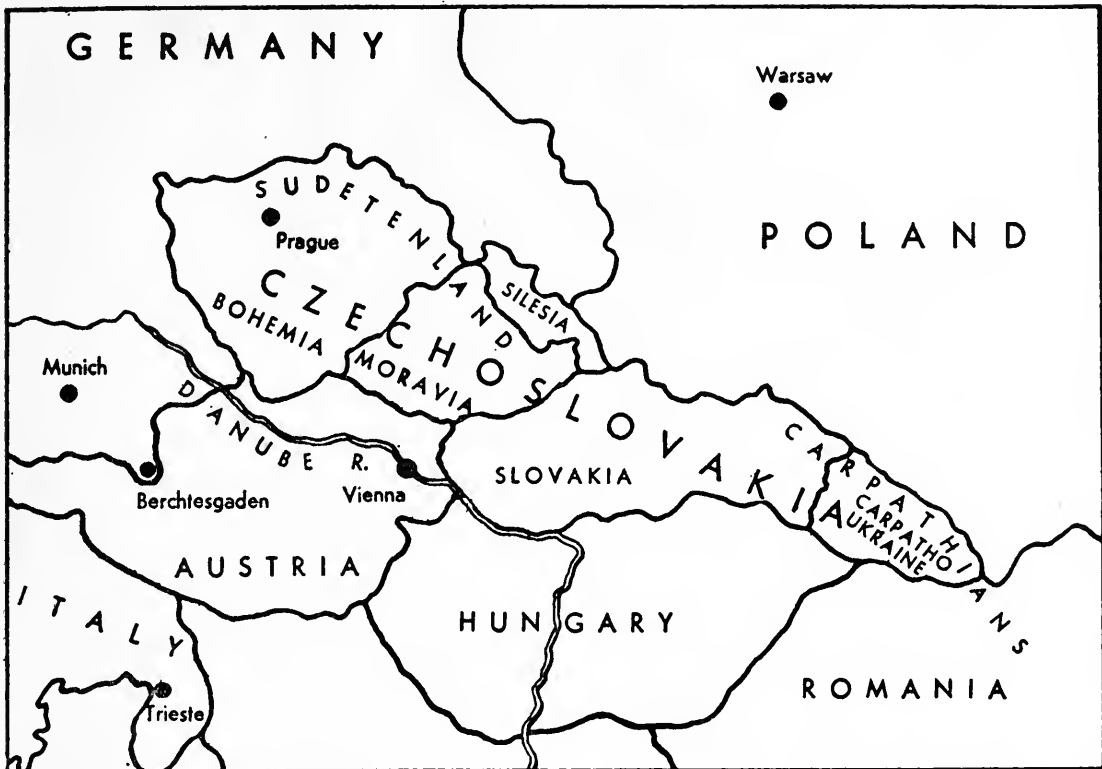 GERMANY
Warsaw
SUDETENLAND
Prague
POLAND
CZECHOSLOVAKIA
BOHEMIA
SILESIA
MORAVIA
Munich
DANUBE R.
Vienna
SLOVAKIA
CARPATHIANS
CARPATHO
UKRAINE
Berchtesgaden
AUSTRIA
ITALY
HUNGARY
ROMANIA
Trieste